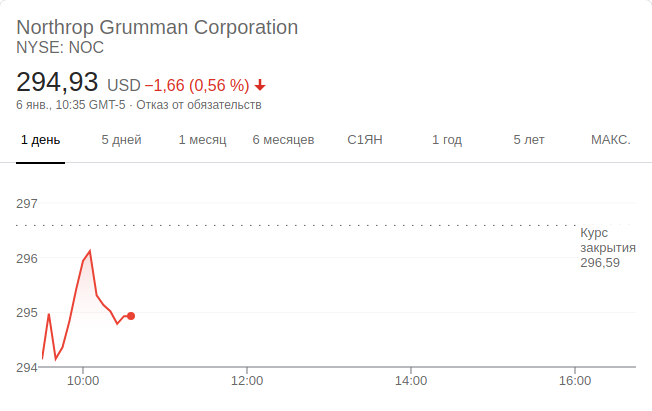 Northrop Grumman Corporation
NYSE: NOC
294,93 USD −1,66 (0,56 %)
6 янв., 10:35 GMT-5 · Отказ от обязательств
1 день 5 дней 1 месяц 6 месяцев С1ЯН 1 год 5 лет МАКС.
297
Курс
закрытия
296,59
296
295
294
10:00 12:00 14:00 16:00